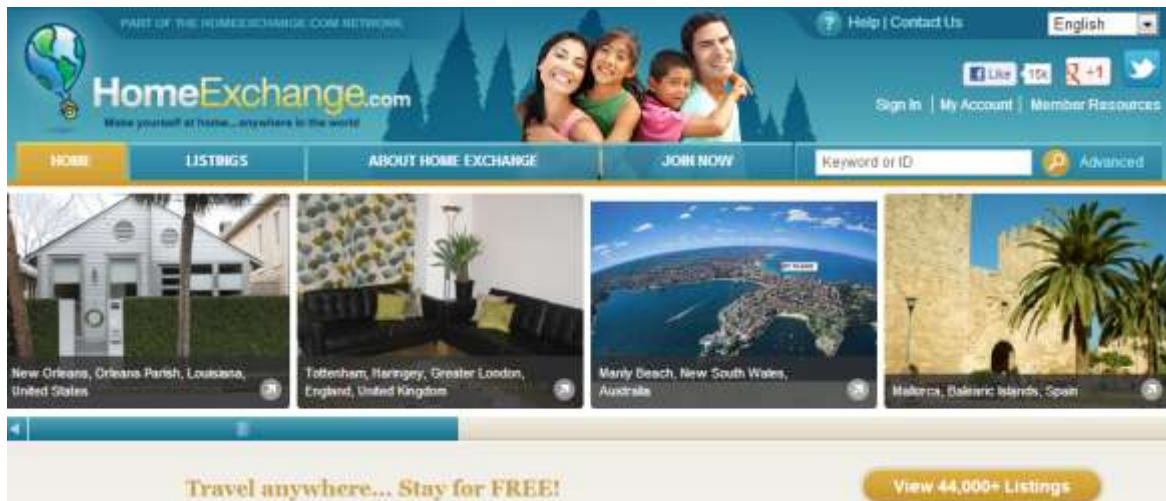 PART OF THE HOMEEXCHANGE.COM NETWORK
Help | Contact Us
English
HomeExchange.com
Make yourself at home...anywhere in the world
Like 15k +1
Sign In | My Account | Member Resources
HOME LISTINGS ABOUT HOME EXCHANGE JOIN NOW Keyword or ID Advanced
New Orleans, Orleans Parish, Louisiana,
United States
Tottenham, Haringey, Greater London,
England, United Kingdom
Manly Beach, New South Wales,
Australia
Mallorca, Balearic Islands, Spain
Travel anywhere... Stay for FREE!
View 44,000+ Listings